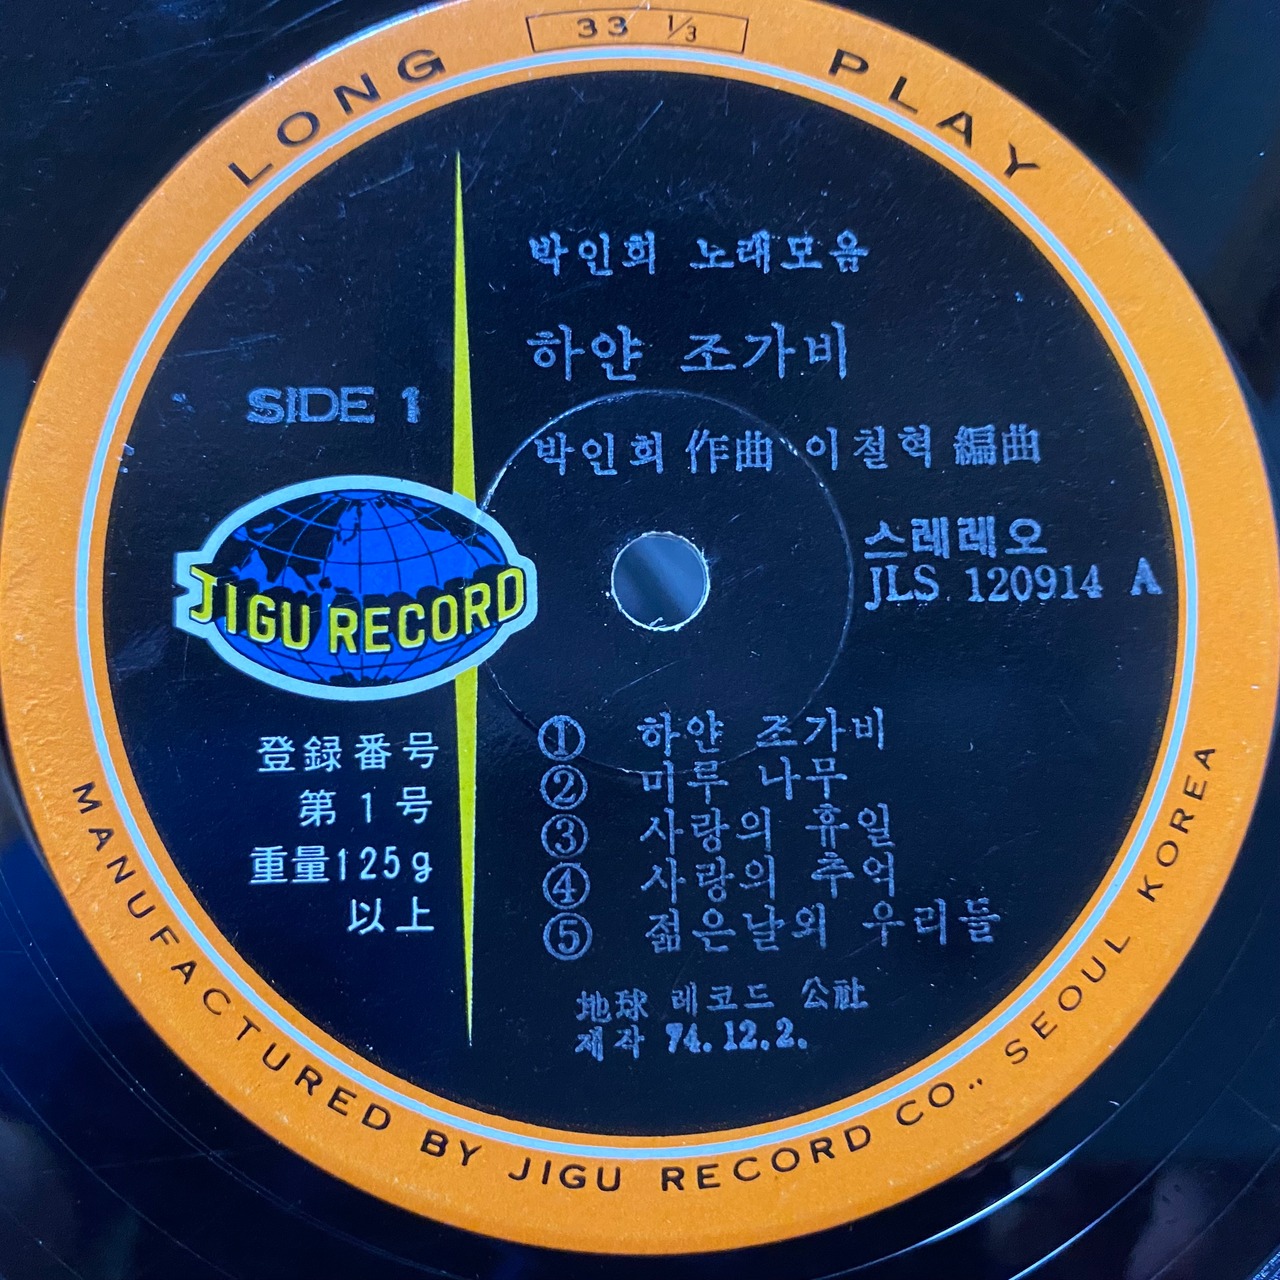 LONG PLAY
33 1/3
박인희 노래모음
하얀 조가비
SIDE 1
박인희 作曲 이철혁 編曲
스레레오
JLS 120914 A
JIGU RECORD
登録番号
第1号
重量125g
以上
① 하얀 조가비
② 미루 나무
③ 사랑의 휴일
④ 사랑의 추억
⑤ 젊은날의 우리들
地球 레코드 公社
제작 74.12.2.
MANUFACTURED BY JIGU RECORD CO., SEOUL KOREA